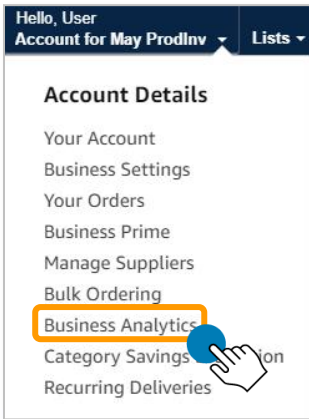 Hello, User
Account for May ProdInv Lists
Account Details
Your Account
Business Settings
Your Orders
Business Prime
Manage Suppliers
Bulk Ordering
Business Analytics
Category Savings
Recurring Deliveries